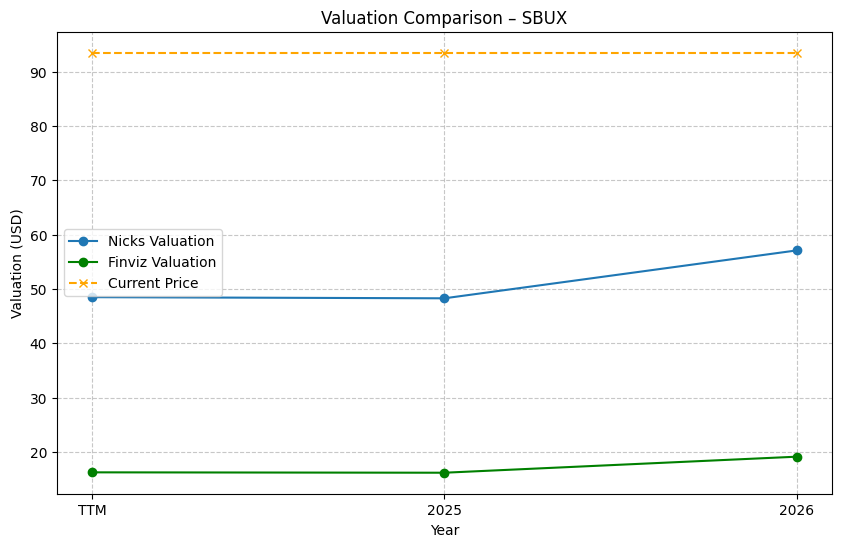 Valuation Comparison – SBUX
Valuation (USD)
90
80
70
60
50
40
30
20
Nicks Valuation
Finviz Valuation
Current Price
TTM
2025
2026
Year